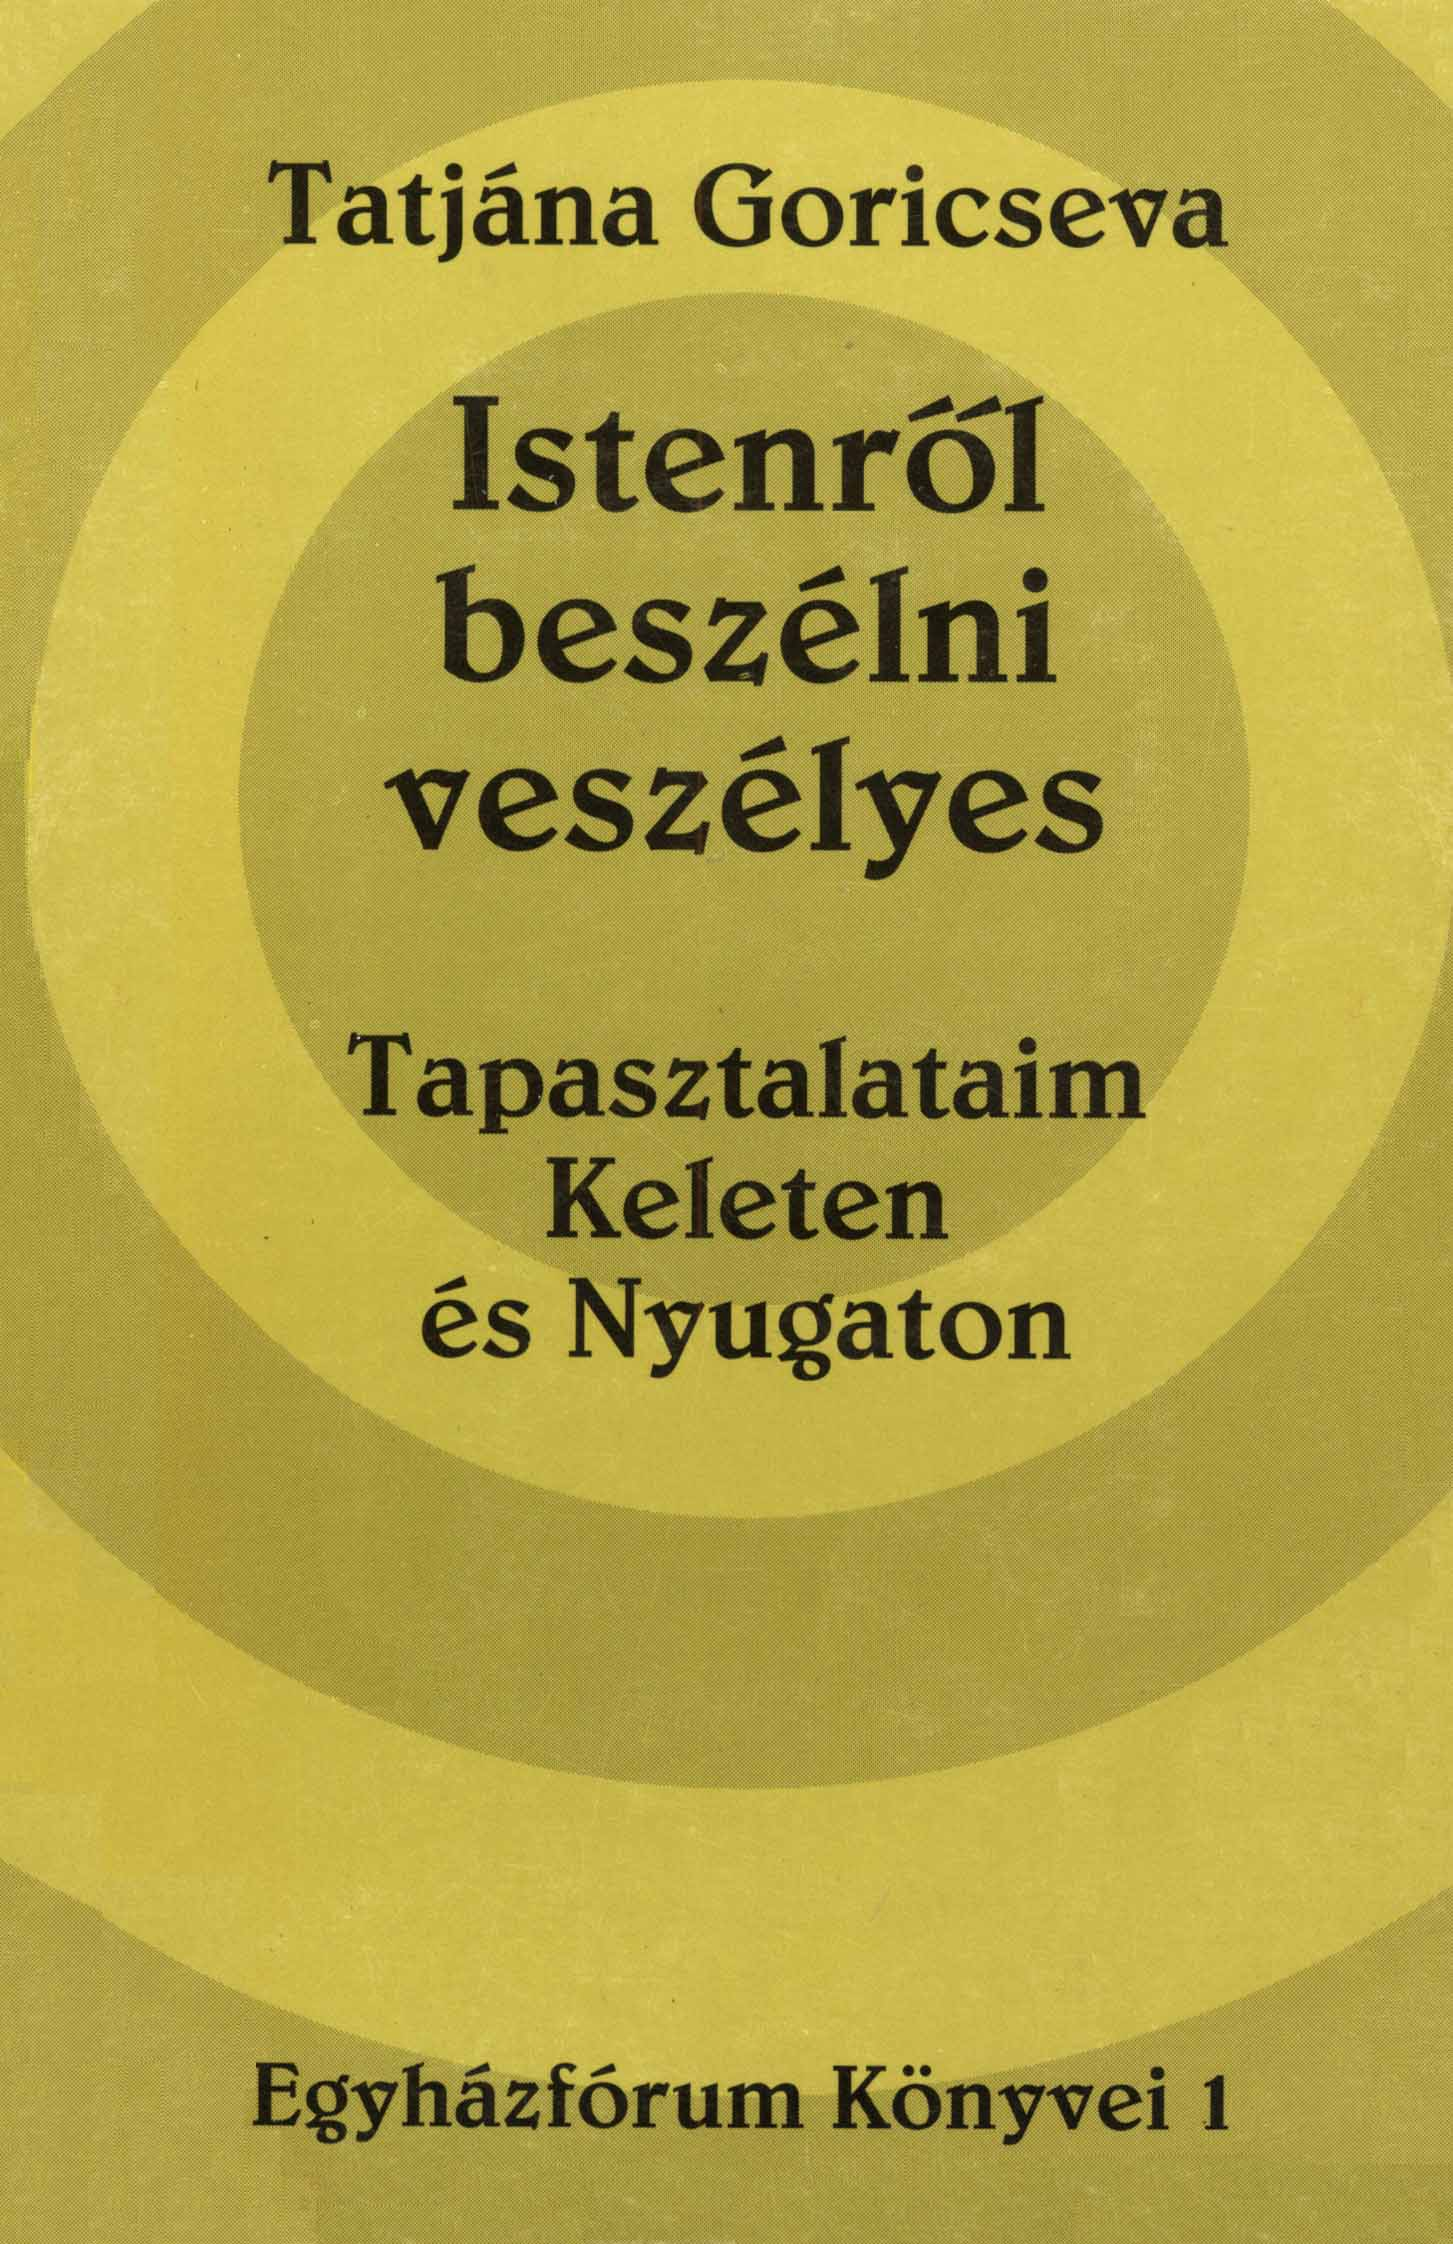 Tatjána Goricseva
Istenről
beszélni
veszélyes
Tapasztalataim
Keleten
és Nyugaton
Egyházfórum Könyvei 1